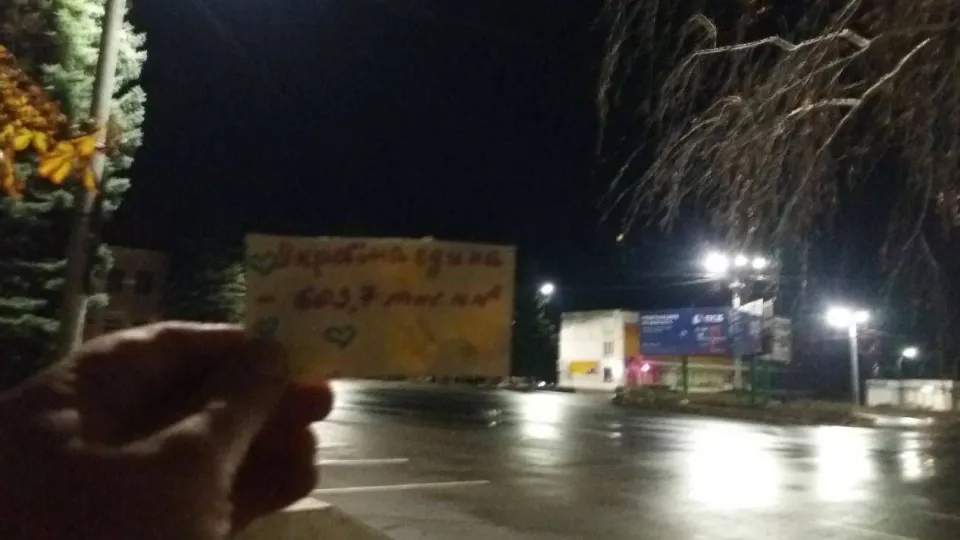 Україна єдина
- 603,7 тис. км²